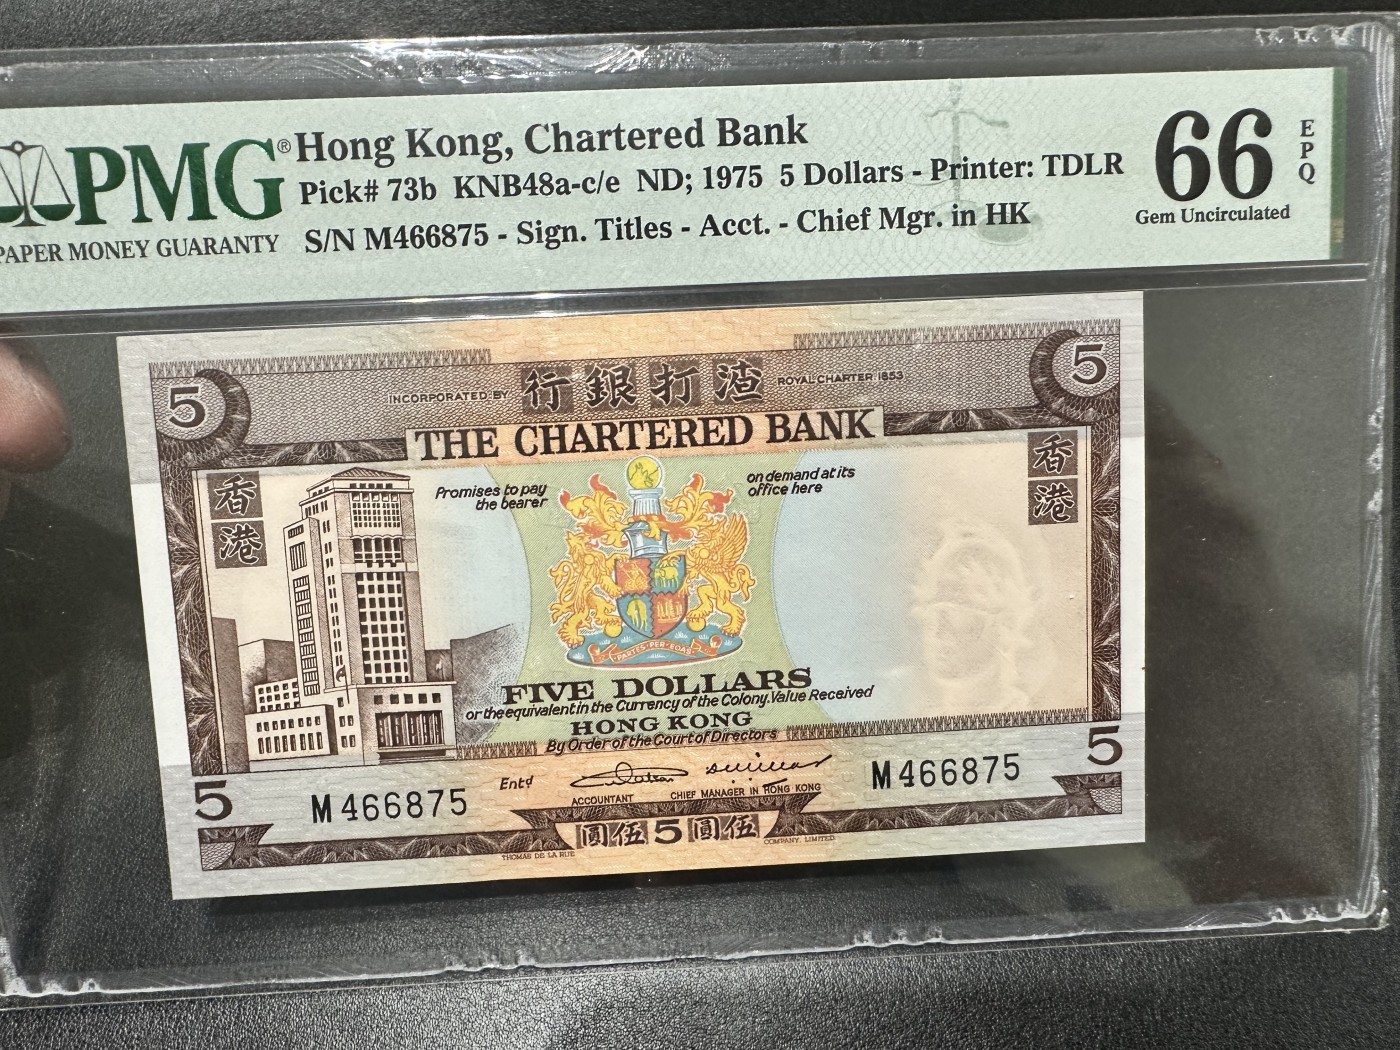 PMG®
PAPER MONEY GUARANTY
Hong Kong, Chartered Bank
Pick# 73b KNB48a-c/e ND; 1975 5 Dollars - Printer: TDLR
S/N M466875 - Sign. Titles - Acct. - Chief Mgr. in HK
66
EPQ
Gem Uncirculated
5
INCORPORATED BY 行銀打渣 ROYAL CHARTER 1853
5
THE CHARTERED BANK
香港
香港
Promises to pay
the bearer
on demand at its
office here
PARTES·PER·EOAS
FIVE DOLLARS
or the equivalent in the Currency of the Colony. Value Received
HONG KONG
By Order of the Court of Directors
5
5
Entd
ACCOUNTANT
CHIEF MANAGER IN HONG KONG
M466875
M466875
圓伍5圓伍
THOMAS DE LA RUE
COMPANY, LIMITED